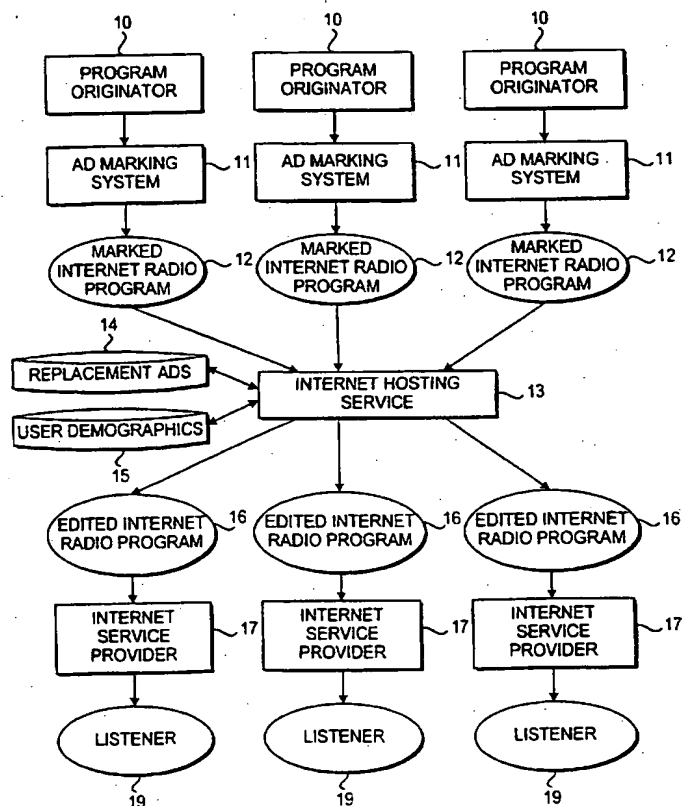 10 10 10
PROGRAM ORIGINATOR PROGRAM ORIGINATOR PROGRAM ORIGINATOR
AD MARKING SYSTEM 11 AD MARKING SYSTEM 11 AD MARKING SYSTEM 11
MARKED INTERNET RADIO PROGRAM 12 MARKED INTERNET RADIO PROGRAM 12 MARKED INTERNET RADIO PROGRAM 12
14
REPLACEMENT ADS
INTERNET HOSTING SERVICE 13
USER DEMOGRAPHICS
15
EDITED INTERNET RADIO PROGRAM 16 EDITED INTERNET RADIO PROGRAM 16 EDITED INTERNET RADIO PROGRAM 16
INTERNET SERVICE PROVIDER 17 INTERNET SERVICE PROVIDER 17 INTERNET SERVICE PROVIDER 17
LISTENER LISTENER LISTENER
19 19 19